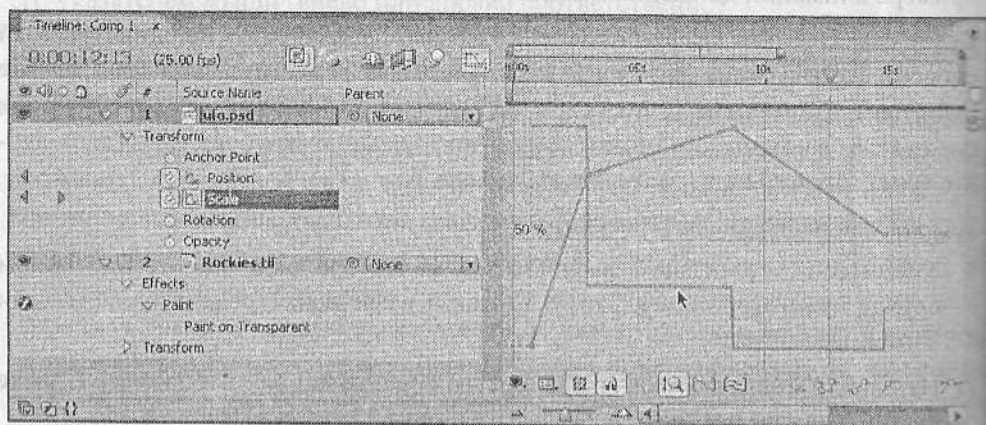 Timeline: Comp 1 ×
0:00:12:13 (25.00 fps)
05s 10s 15s
# Source Name Parent
1 ufo.psd None
Transform
Anchor Point
Position
Scale
50 %
Rotation
Opacity
2 Rockies.tif None
Effects
Paint
Paint on Transparent
Transform